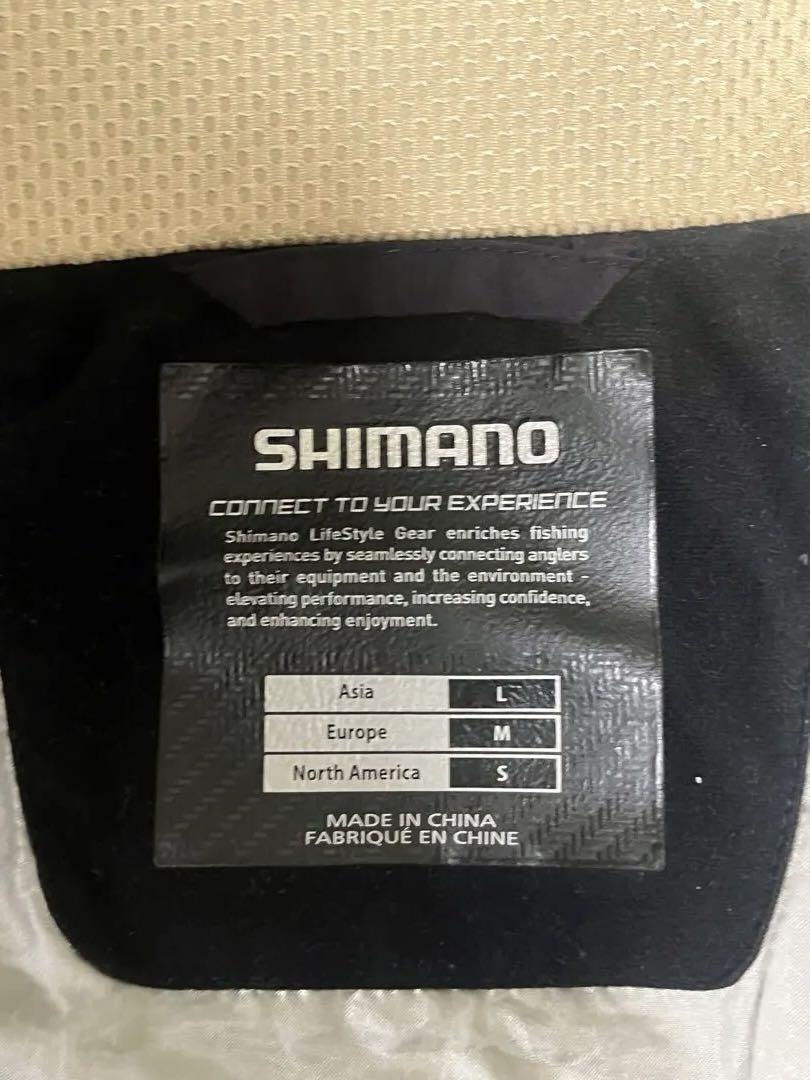 SHIMANO
CONNECT TO YOUR EXPERIENCE
Shimano LifeStyle Gear enriches fishing
experiences by seamlessly connecting anglers
to their equipment and the environment -
elevating performance, increasing confidence,
and enhancing enjoyment.
Asia L
Europe M
North America S
MADE IN CHINA
FABRIQUÉ EN CHINE